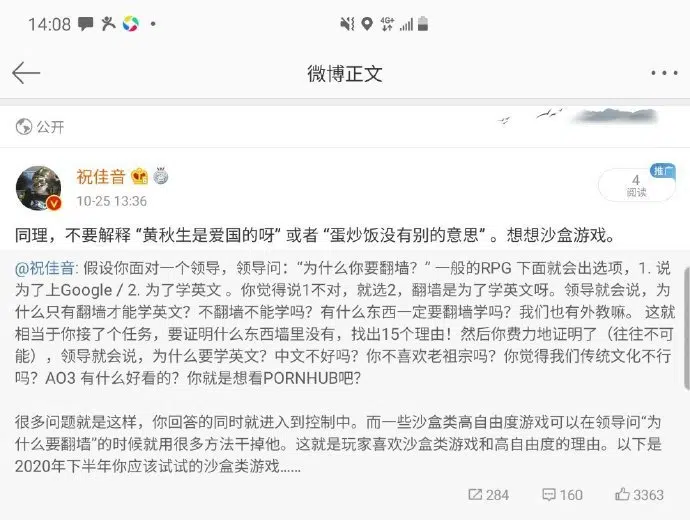 14:08
4G+
微博正文
公开
祝佳音
10-25 13:36
4
阅读
推广
同理，不要解释 “黄秋生是爱国的呀” 或者 “蛋炒饭没有别的意思” 。想想沙盒游戏。
@祝佳音: 假设你面对一个领导，领导问：“为什么你要翻墙？” 一般的RPG 下面就会出选项，1. 说
为了上Google / 2. 为了学英文 。你觉得说1不对，就选2，翻墙是为了学英文呀。领导就会说，为
什么只有翻墙才能学英文？不翻墙不能学吗？有什么东西一定要翻墙学吗？我们也有外教嘛。 这就
相当于你接了个任务，要证明什么东西墙里没有，找出15个理由！然后你费力地证明了（往往不可
能），领导就会说，为什么要学英文？中文不好吗？你不喜欢老祖宗吗？你觉得我们传统文化不行
吗？AO3 有什么好看的？你就是想看PORNHUB吧？
很多问题就是这样，你回答的同时就进入到控制中。而一些沙盒类高自由度游戏可以在领导问“为
什么要翻墙”的时候就用很多方法干掉他。这就是玩家喜欢沙盒类游戏和高自由度的理由。以下是
2020年下半年你应该试试的沙盒类游戏......
284
160
3363